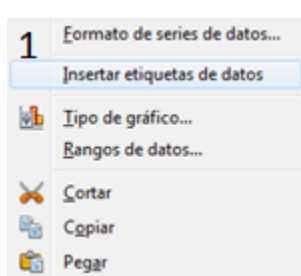 1
Formato de series de datos...
Insertar etiquetas de datos
Tipo de gráfico...
Rangos de datos...
Cortar
Copiar
Pegar